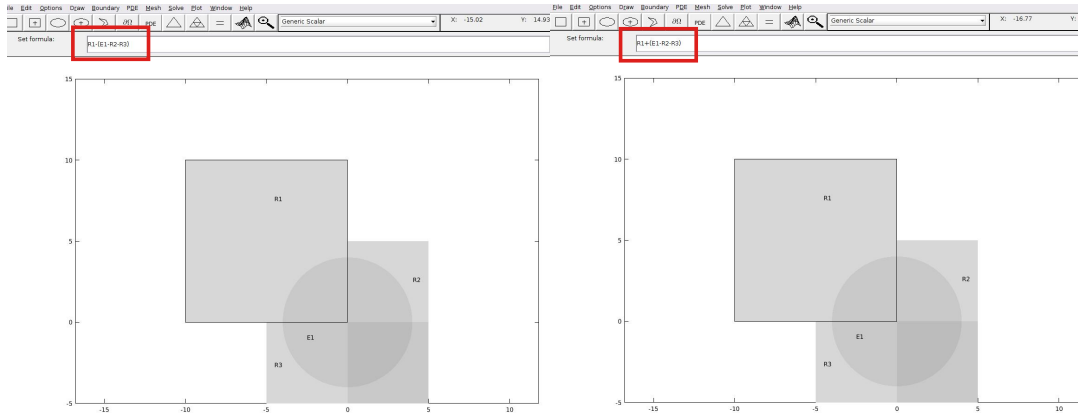 File Edit Options Draw Boundary PDE Mesh Solve Plot Window Help
+ + ∂Ω PDE = Generic Scalar X: -15.02 Y: 14.93
Set formula: R1-(E1-R2-R3)
15
10
R1
5
R2
0
E1
R3
-5
-15 -10 -5 0 5 10
File Edit Options Draw Boundary PDE Mesh Solve Plot Window Help
+ + ∂Ω PDE = Generic Scalar X: -16.77 Y:
Set formula: R1+(E1-R2-R3)
15
10
R1
5
R2
0
E1
R3
-5
-15 -10 -5 0 5 10